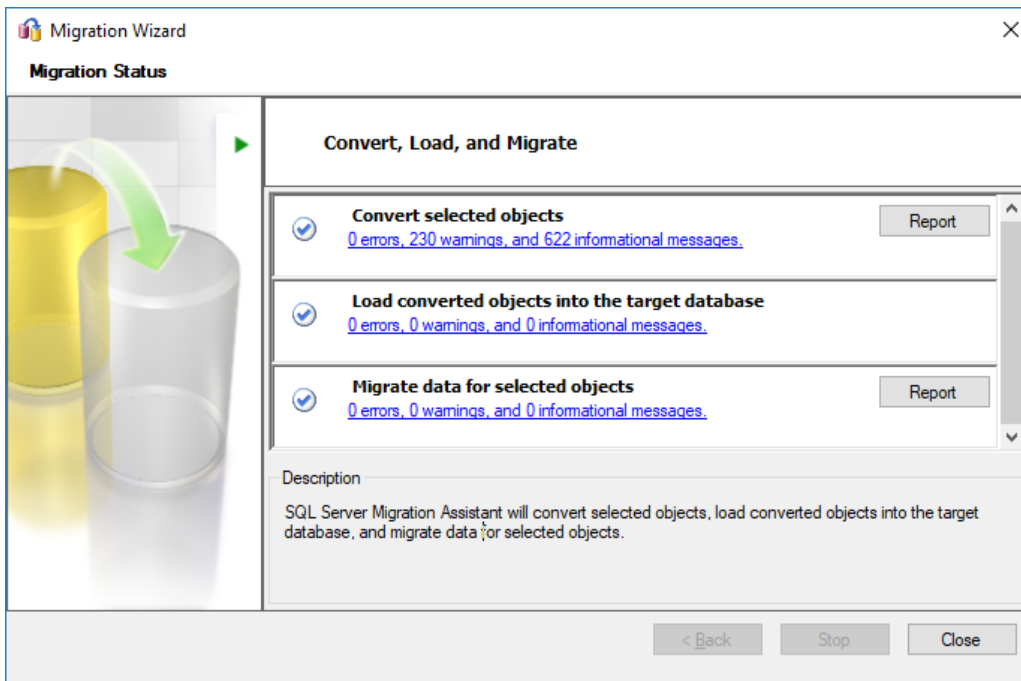 Migration Wizard
Migration Status
Convert, Load, and Migrate
Convert selected objects
Report
0 errors, 230 warnings, and 622 informational messages.
Load converted objects into the target database
0 errors, 0 warnings, and 0 informational messages.
Migrate data for selected objects
Report
0 errors, 0 warnings, and 0 informational messages.
Description
SQL Server Migration Assistant will convert selected objects, load converted objects into the target
database, and migrate data for selected objects.
< Back
Stop
Close